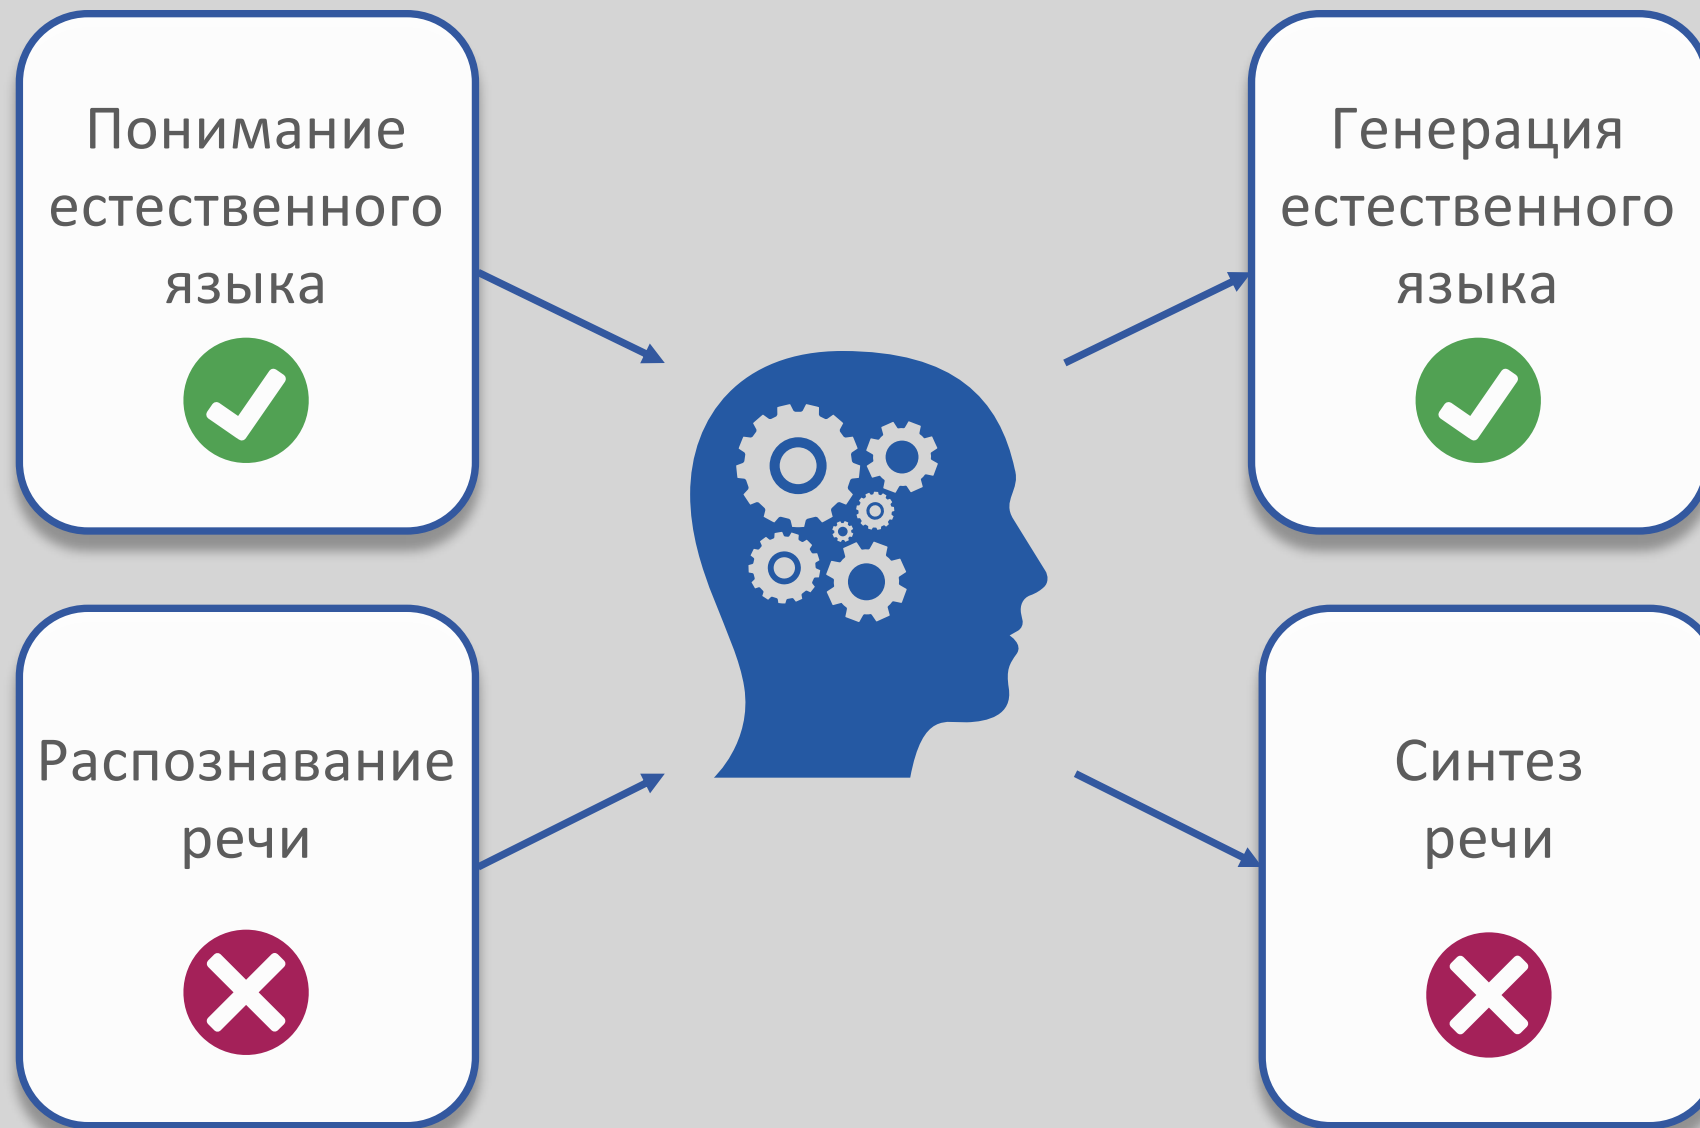 Понимание
естественного
языка
Генерация
естественного
языка
Распознавание
речи
Синтез
речи